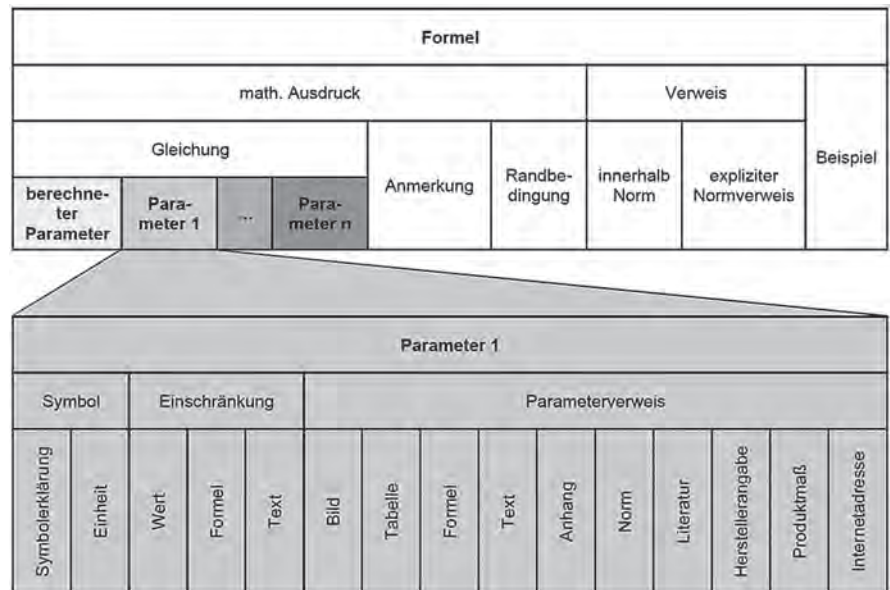 Formel
math. Ausdruck
Verweis
Beispiel
Gleichung
Anmerkung
Randbe-
dingung
innerhalb
Norm
expliziter
Normverweis
berechne-
ter
Parameter
Para-
meter 1
...
Para-
meter n
Parameter 1
Symbol
Einschränkung
Parameterverweis
Symbolerklärung
Einheit
Wert
Formel
Text
Bild
Tabelle
Formel
Text
Anhang
Norm
Literatur
Herstellerangabe
Produktmaß
Internetadresse